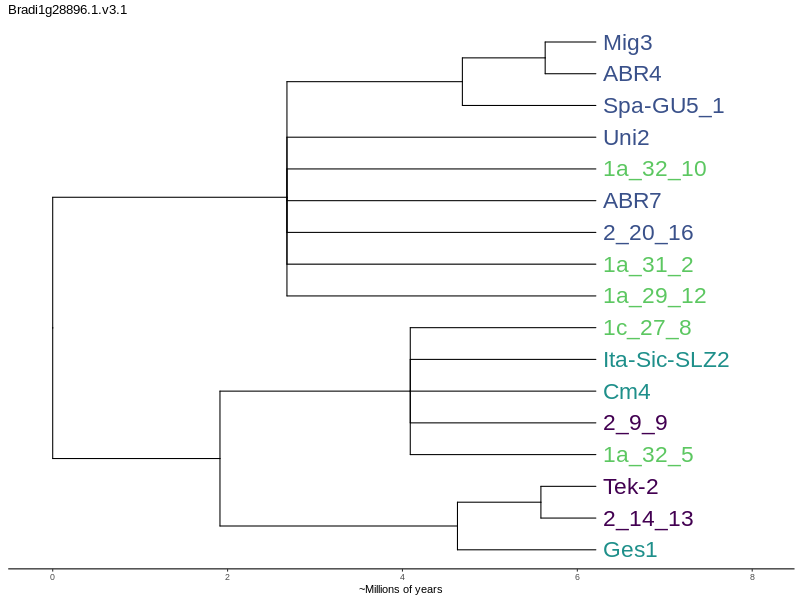 Bradi1g28896.1.v3.1
Mig3
ABR4
Spa-GU5_1
Uni2
1a_32_10
ABR7
2_20_16
1a_31_2
1a_29_12
1c_27_8
Ita-Sic-SLZ2
Cm4
2_9_9
1a_32_5
Tek-2
2_14_13
Ges1
0 2 4 6 8
~Millions of years